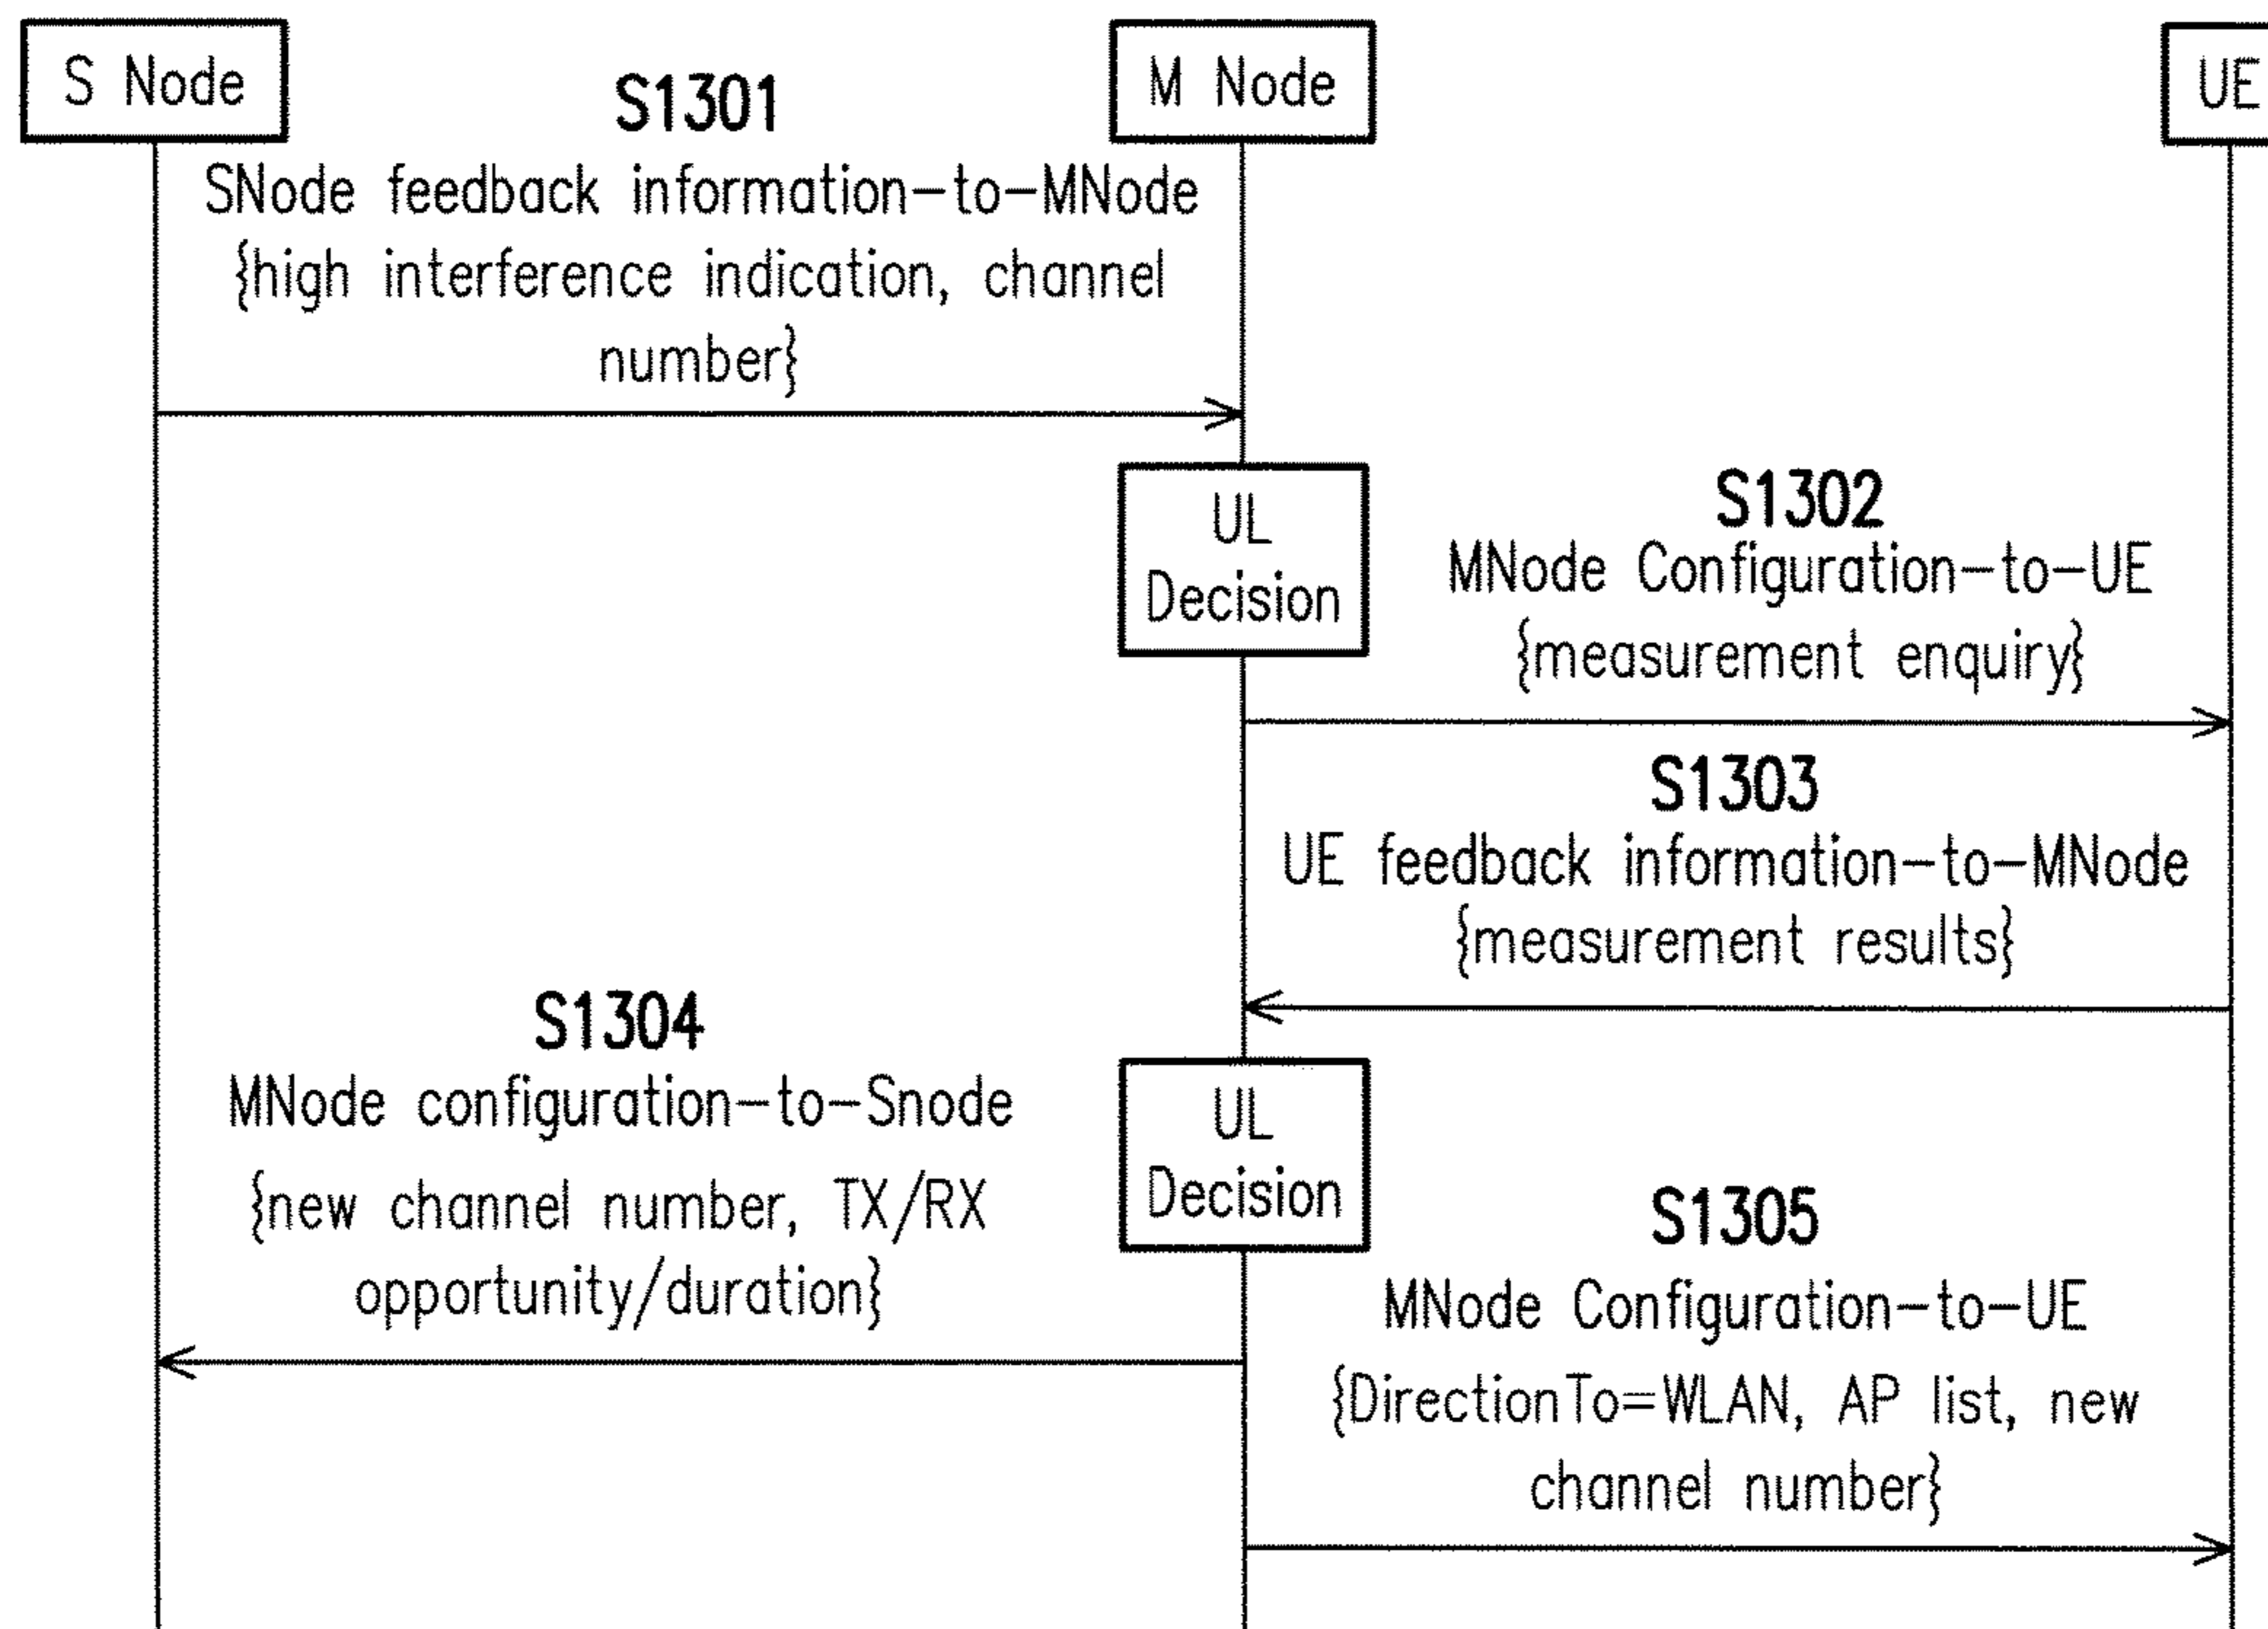 S Node
M Node
UE
S1301
SNode feedback information-to-MNode
{high interference indication, channel
number}
UL
Decision
S1302
MNode Configuration-to-UE
{measurement enquiry}
S1303
UE feedback information-to-MNode
{measurement results}
S1304
MNode configuration-to-Snode
{new channel number, TX/RX
opportunity/duration}
UL
Decision
S1305
MNode Configuration-to-UE
{DirectionTo=WLAN, AP list, new
channel number}